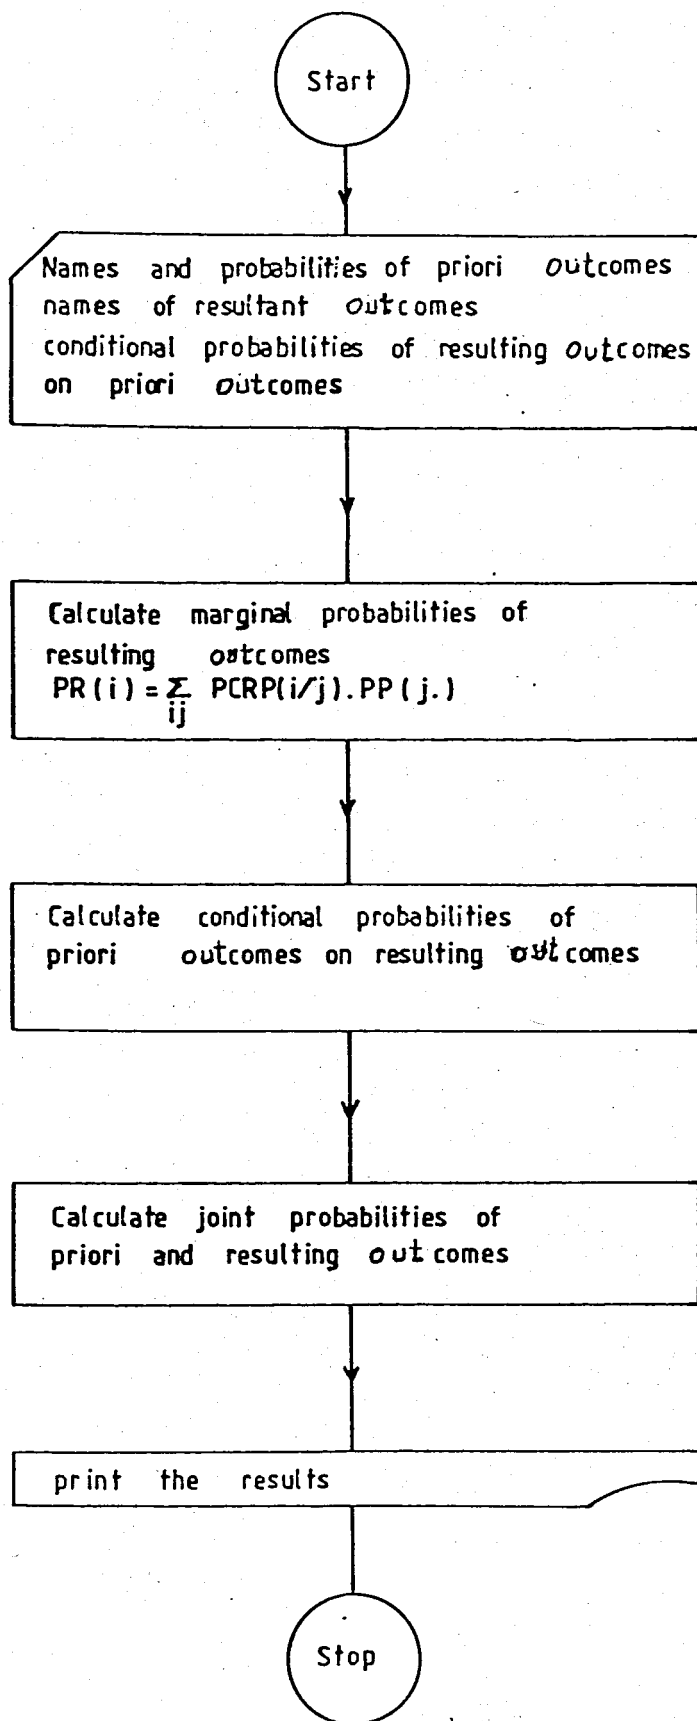 Start
Names and probabilities of priori outcomes
names of resultant outcomes
conditional probabilities of resulting outcomes
on priori outcomes
Calculate marginal probabilities of
resulting outcomes
PR(i) = Σ PCRP(i/j).PP(j.)
ij
Calculate conditional probabilities of
priori outcomes on resulting outcomes
Calculate joint probabilities of
priori and resulting outcomes
print the results
Stop